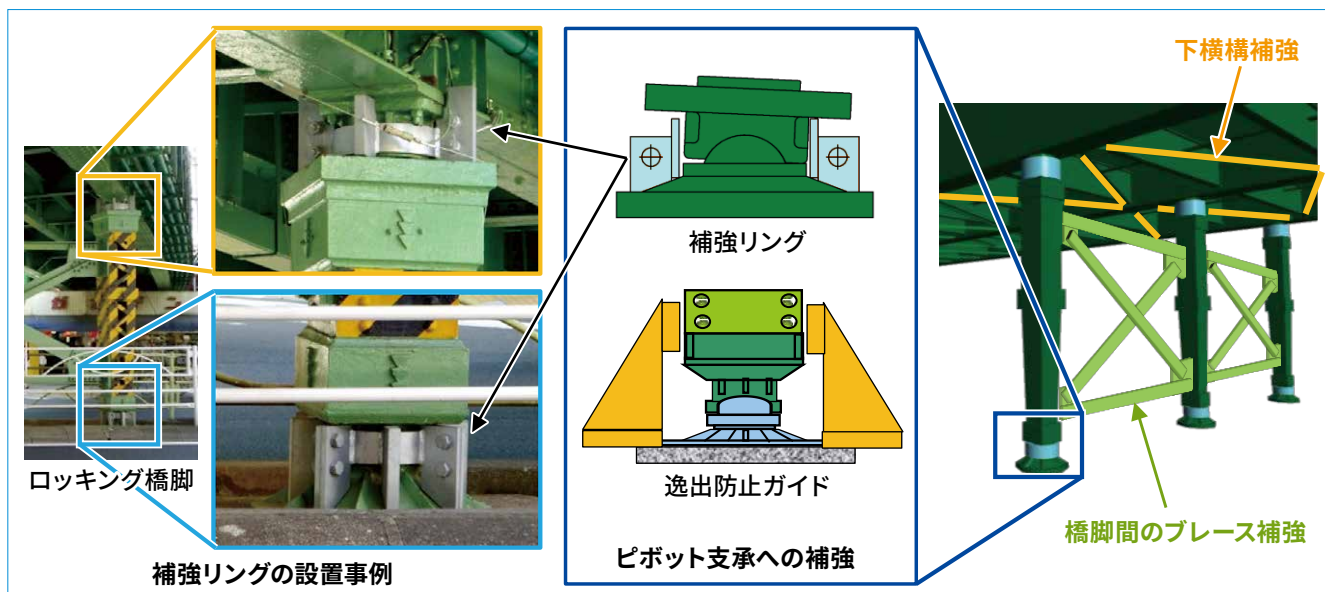 ロッキング橋脚
補強リングの設置事例
補強リング
逸出防止ガイド
ピボット支承への補強
下横構補強
橋脚間のブレース補強